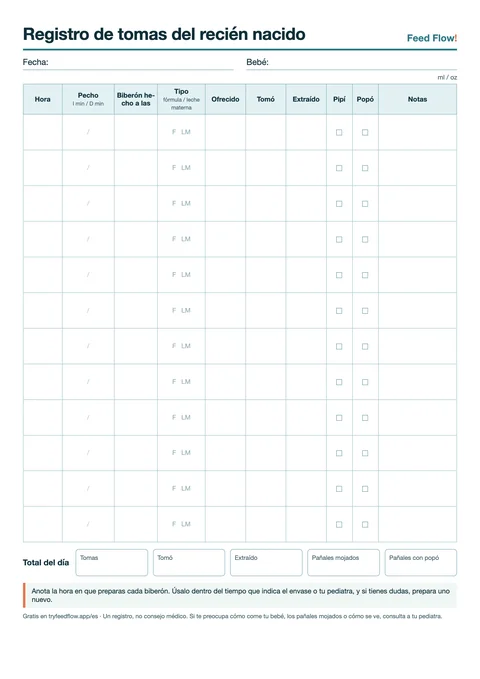 Registro de tomas del recién nacido
Feed Flow!
Fecha:
Bebé:
ml / oz
Hora
Pecho
I min / D min
Biberón he-
cho a las
Tipo
fórmula / leche
materna
Ofrecido
Tomó
Extraído
Pipí
Popó
Notas
/ F LM
/ F LM
/ F LM
/ F LM
/ F LM
/ F LM
/ F LM
/ F LM
/ F LM
/ F LM
/ F LM
/ F LM
Total del día
Tomas
Tomó
Extraído
Pañales mojados
Pañales con popó
Anota la hora en que preparas cada biberón. Úsalo dentro del tiempo que indica el envase o tu pediatra, y si tienes dudas, prepara uno
nuevo.
Gratis en tryfeedflow.app/es · Un registro, no consejo médico. Si te preocupa cómo come tu bebé, los pañales mojados o cómo se ve, consulta a tu pediatra.